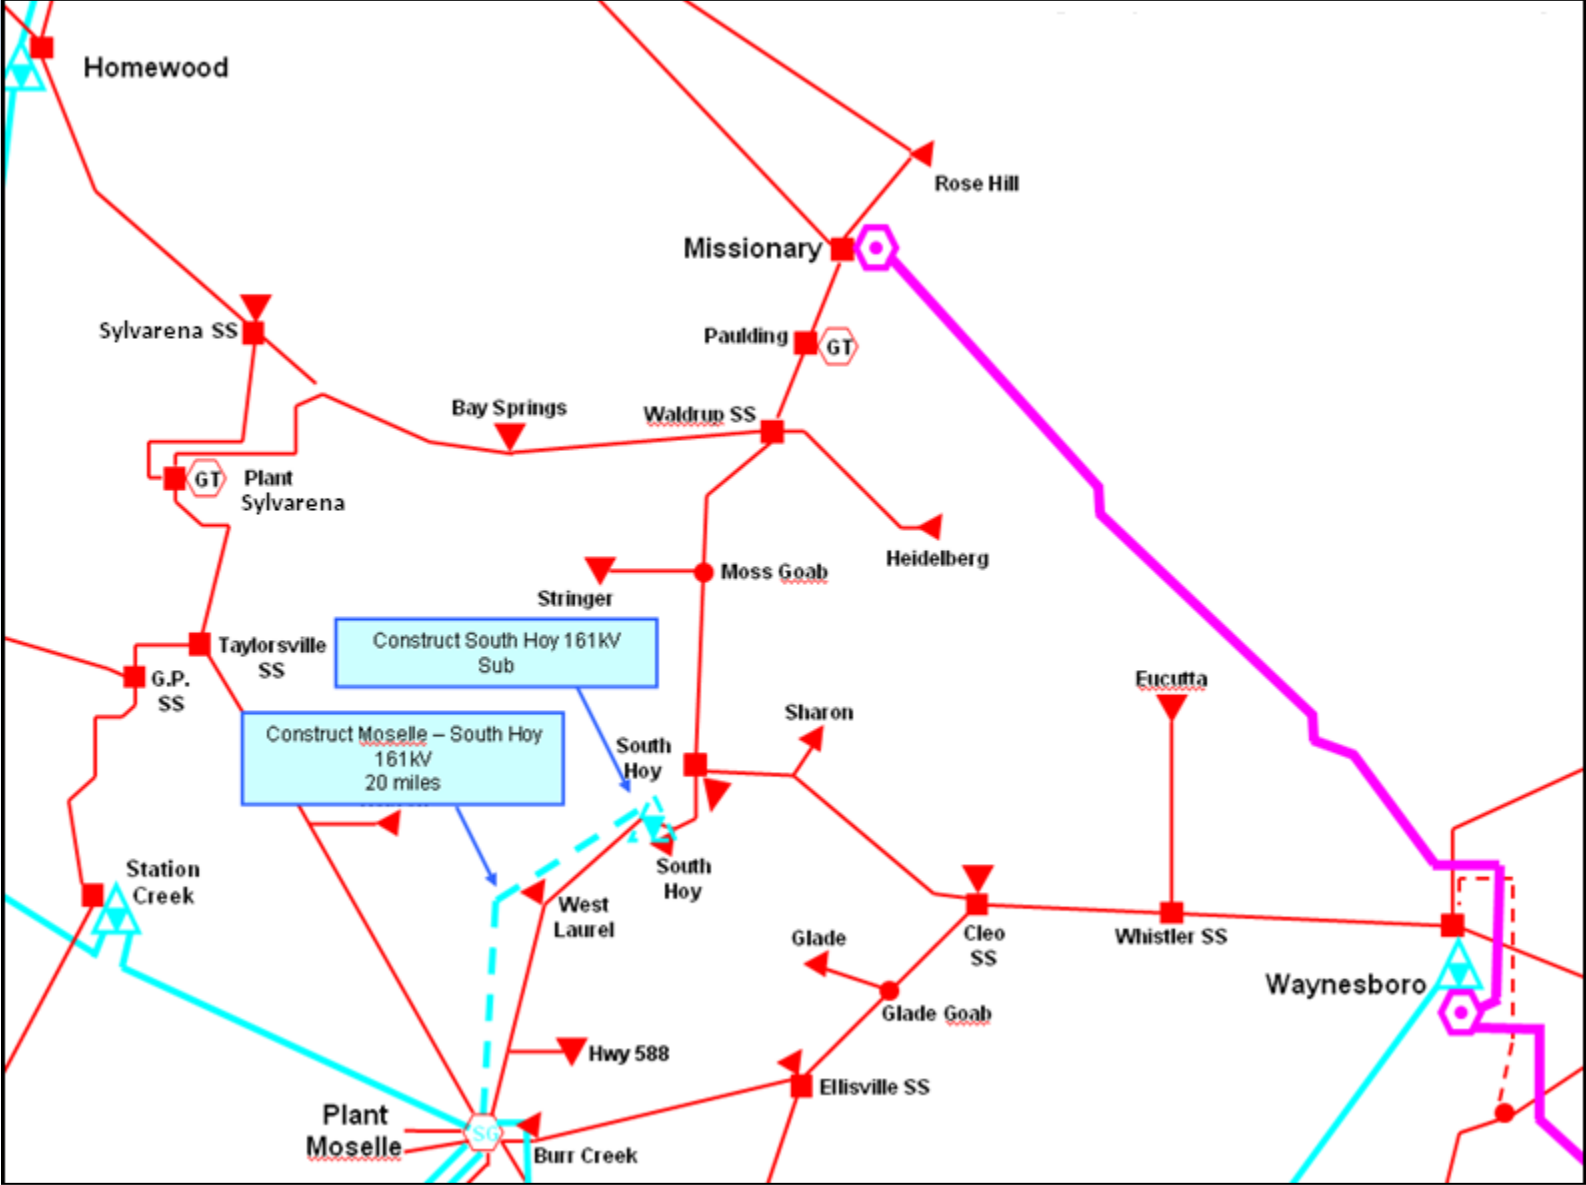 Homewood
Rose Hill
Missionary
Sylvarena SS
Paulding
GT
Bay Springs
Waldrup SS
GT
Plant
Sylvarena
Heidelberg
Moss Goab
Stringer
Construct South Hoy 161kV
Sub
Taylorsville
SS
G.P.
SS
Eucutta
Construct Moselle – South Hoy
161kV
20 miles
Sharon
South
Hoy
Station
Creek
South
Hoy
West
Laurel
Cleo
SS
Whistler SS
Glade
Waynesboro
Glade Goab
Hwy 588
Ellisville SS
Plant
Moselle
SG
Burr Creek